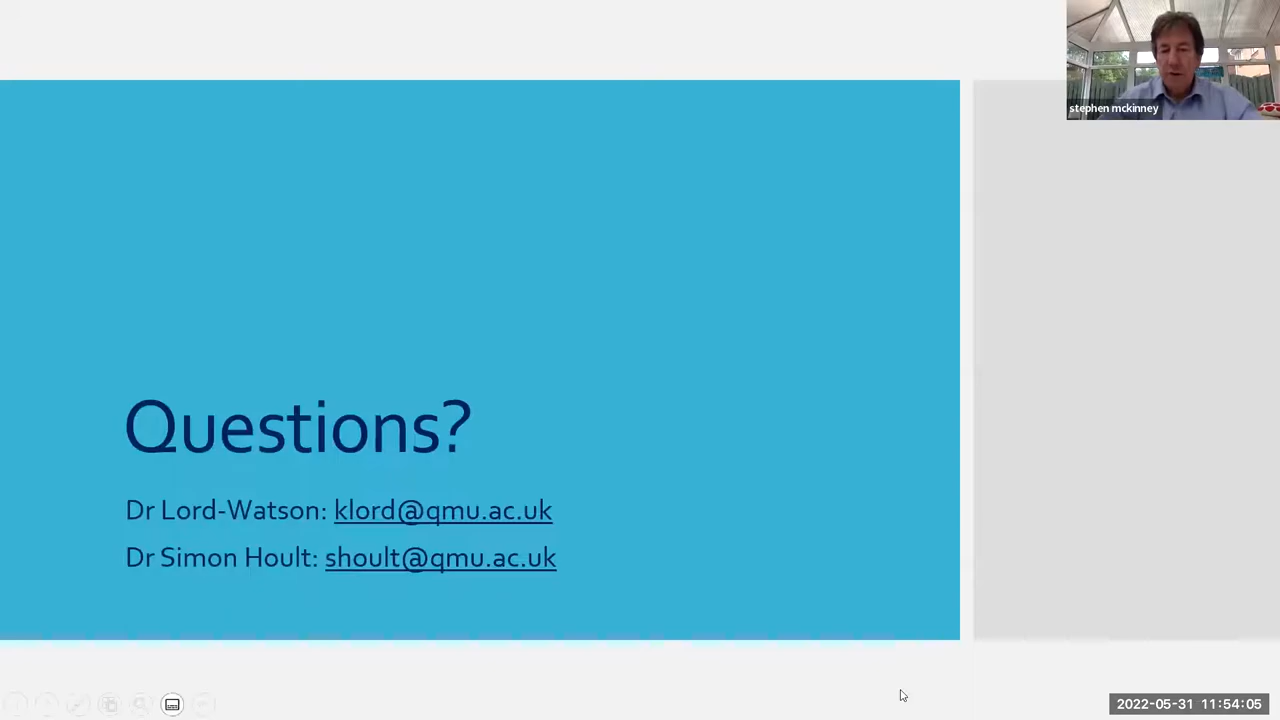 stephen mckinney
Questions?
Dr Lord-Watson: klord@qmu.ac.uk
Dr Simon Hoult: shoult@qmu.ac.uk
2022-05-31 11:54:05